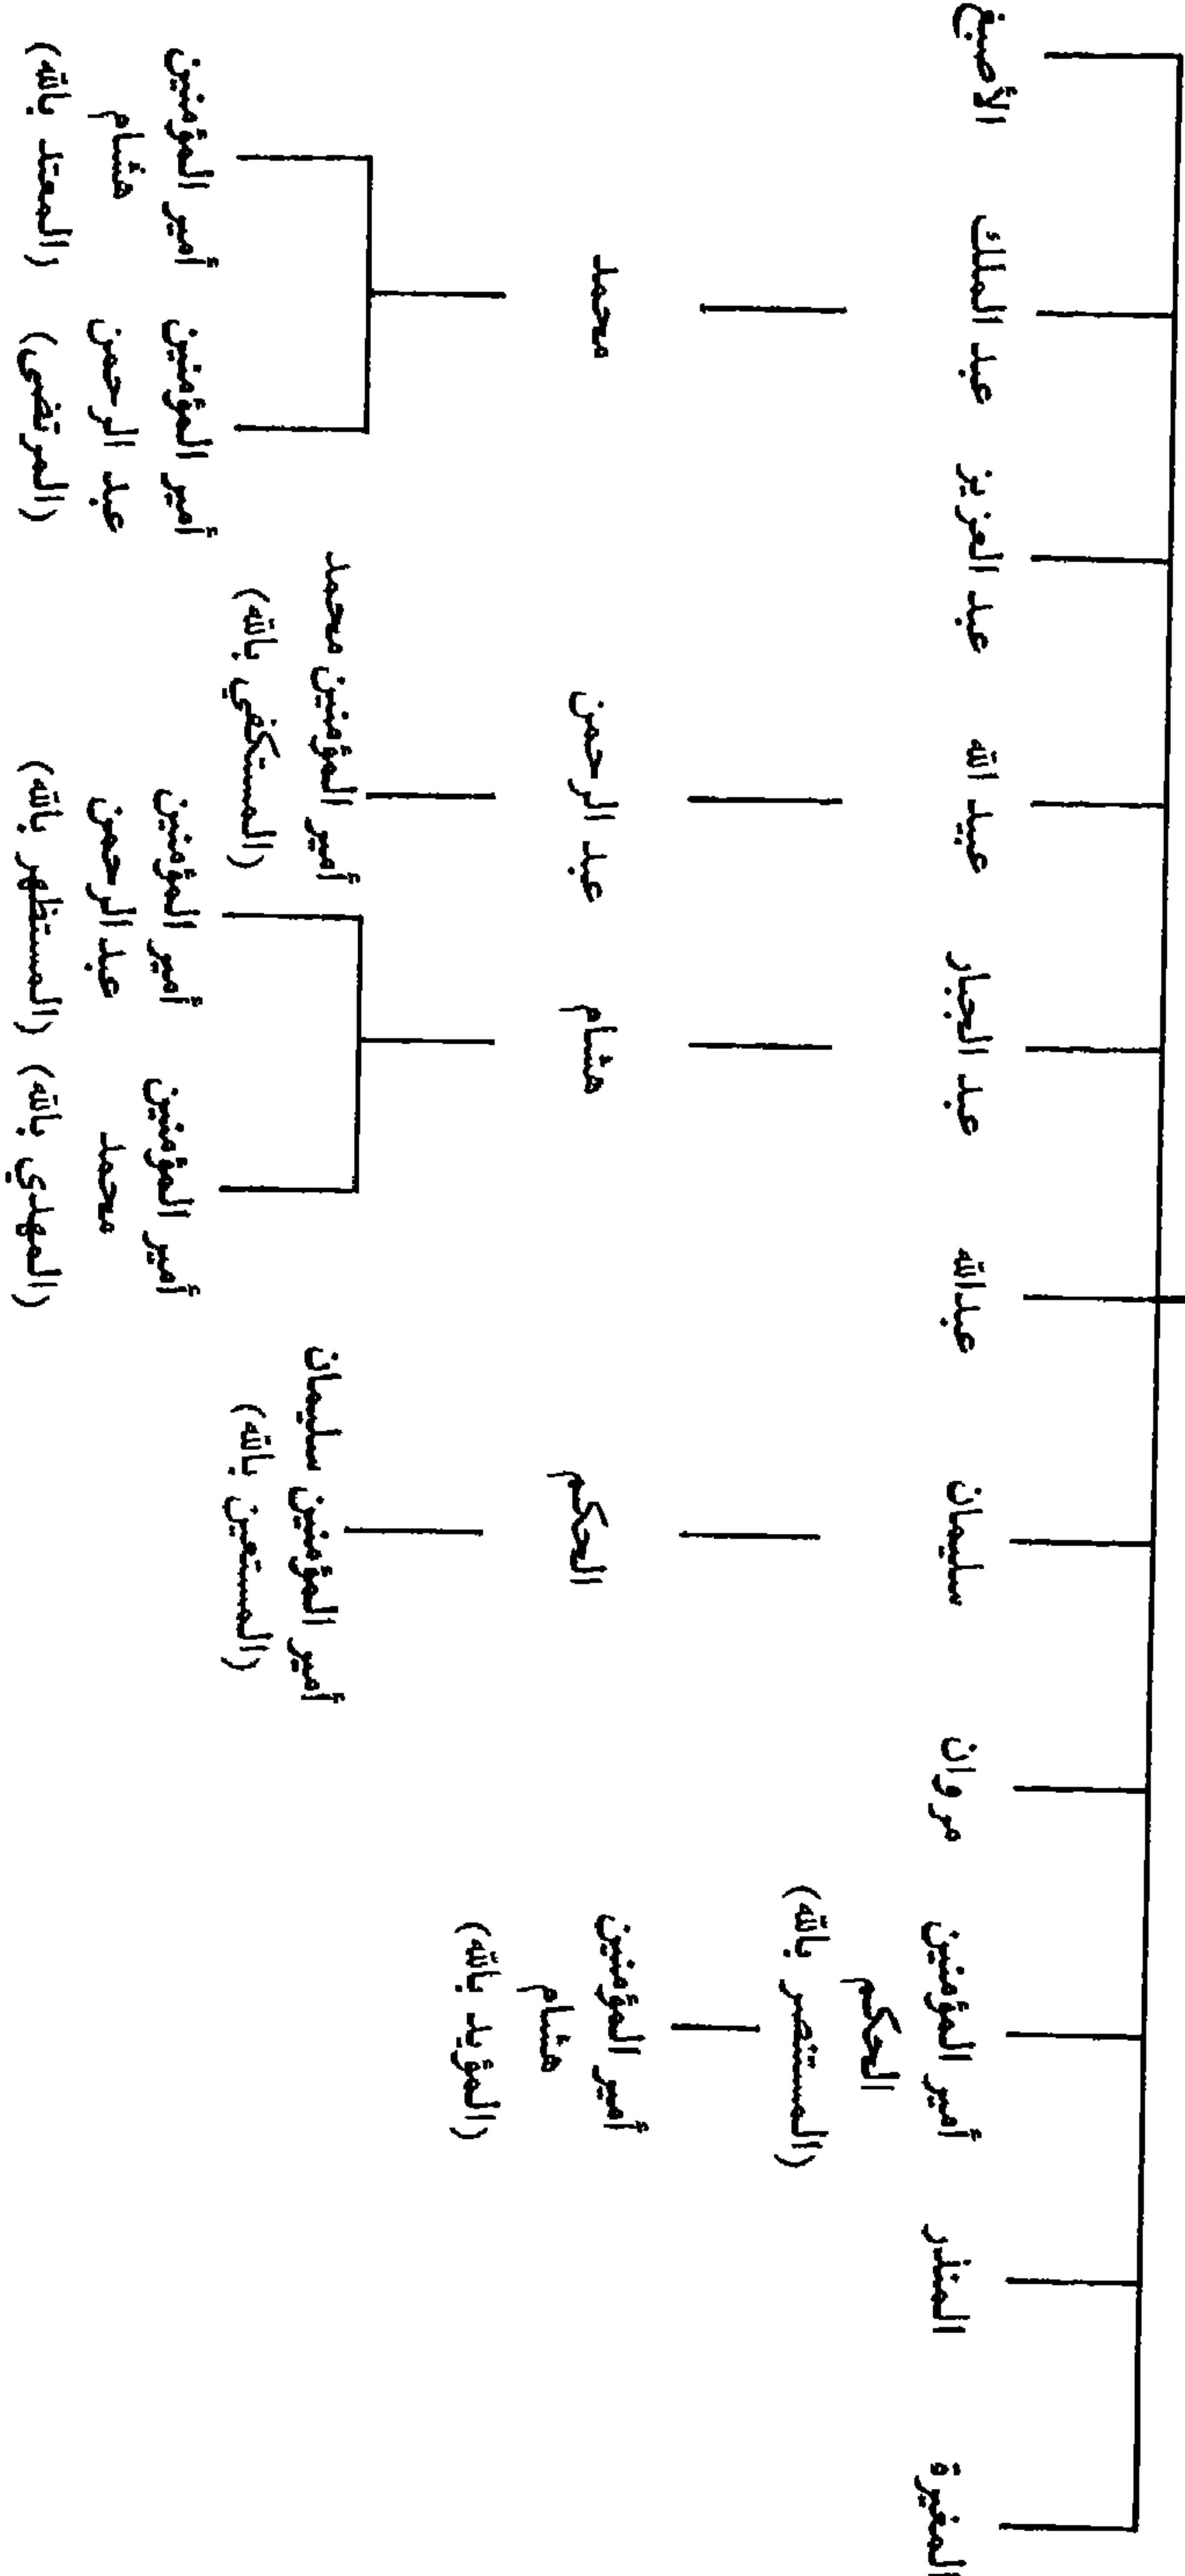 المغيرة
المنذر
أمير المؤمنين
الحكم
(المستنصر بالله)
مروان
سليمان
عبدالله
عبد الجبار
عبيد الله
عبد العزيز
عبد الملك
الأصبغ
أمير المؤمنين
هشام
(المؤيد بالله)
الحكم
هشام
عبد الرحمن
محمد
أمير المؤمنين سليمان
(المستعين بالله)
أمير المؤمنين
محمد
(المهدي بالله)
أمير المؤمنين
عبدالرحمن
(المستظهر بالله)
أمير المؤمنين محمد
(المستكفي بالله)
أمير المؤمنين
عبد الرحمن
(المرتضى)
أمير المؤمنين
هشام
(المعتد بالله)